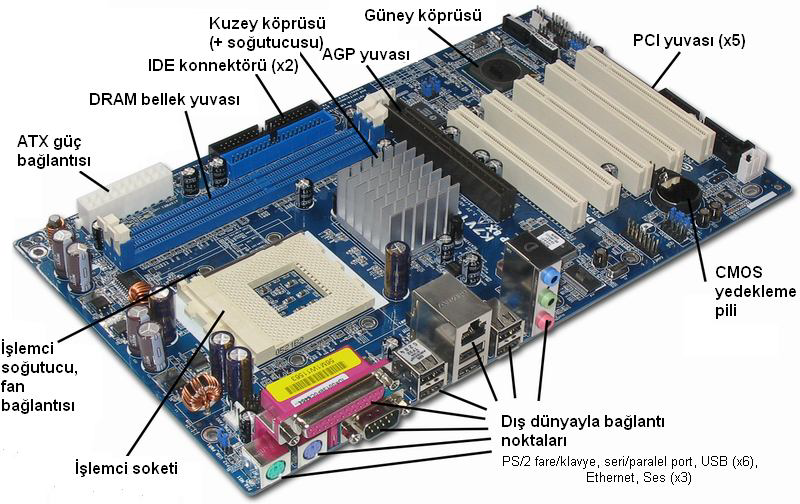 Kuzey köprüsü
(+ soğutucusu)
Güney köprüsü
AGP yuvası
PCI yuvası (x5)
IDE konnektörü (x2)
DRAM bellek yuvası
ATX güç
bağlantısı
CMOS
yedekleme
pili
İşlemci
soğutucu,
fan
bağlantısı
İşlemci soketi
Dış dünyayla bağlantı
noktaları
PS/2 fare/klavye, seri/paralel port, USB (x6),
Ethernet, Ses (x3)